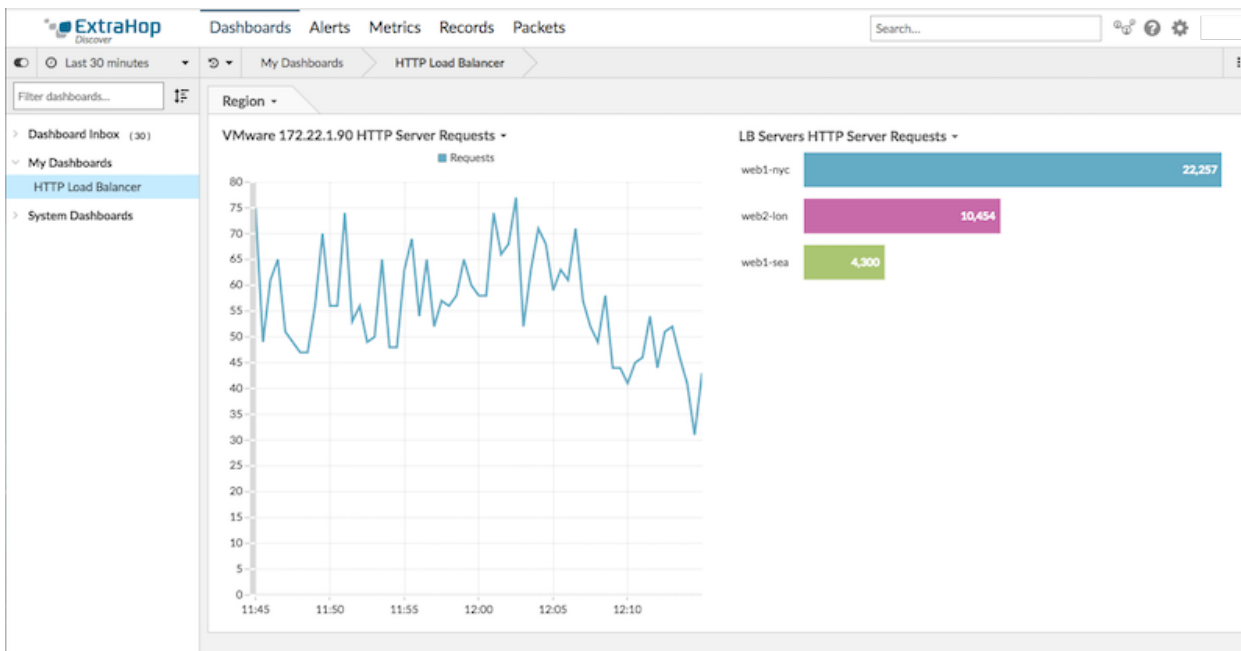 ExtraHop
Discover
Dashboards Alerts Metrics Records Packets
Search...
Last 30 minutes
My Dashboards
HTTP Load Balancer
Filter dashboards...
Dashboard Inbox (30)
My Dashboards
HTTP Load Balancer
System Dashboards
Region
VMware 172.22.1.90 HTTP Server Requests
Requests
80
75
70
65
60
55
50
45
40
35
30
25
20
15
10
5
0
11:45 11:50 11:55 12:00 12:05 12:10
LB Servers HTTP Server Requests
web1-nyc 22,257
web2-lon 10,454
web1-sea 4,300